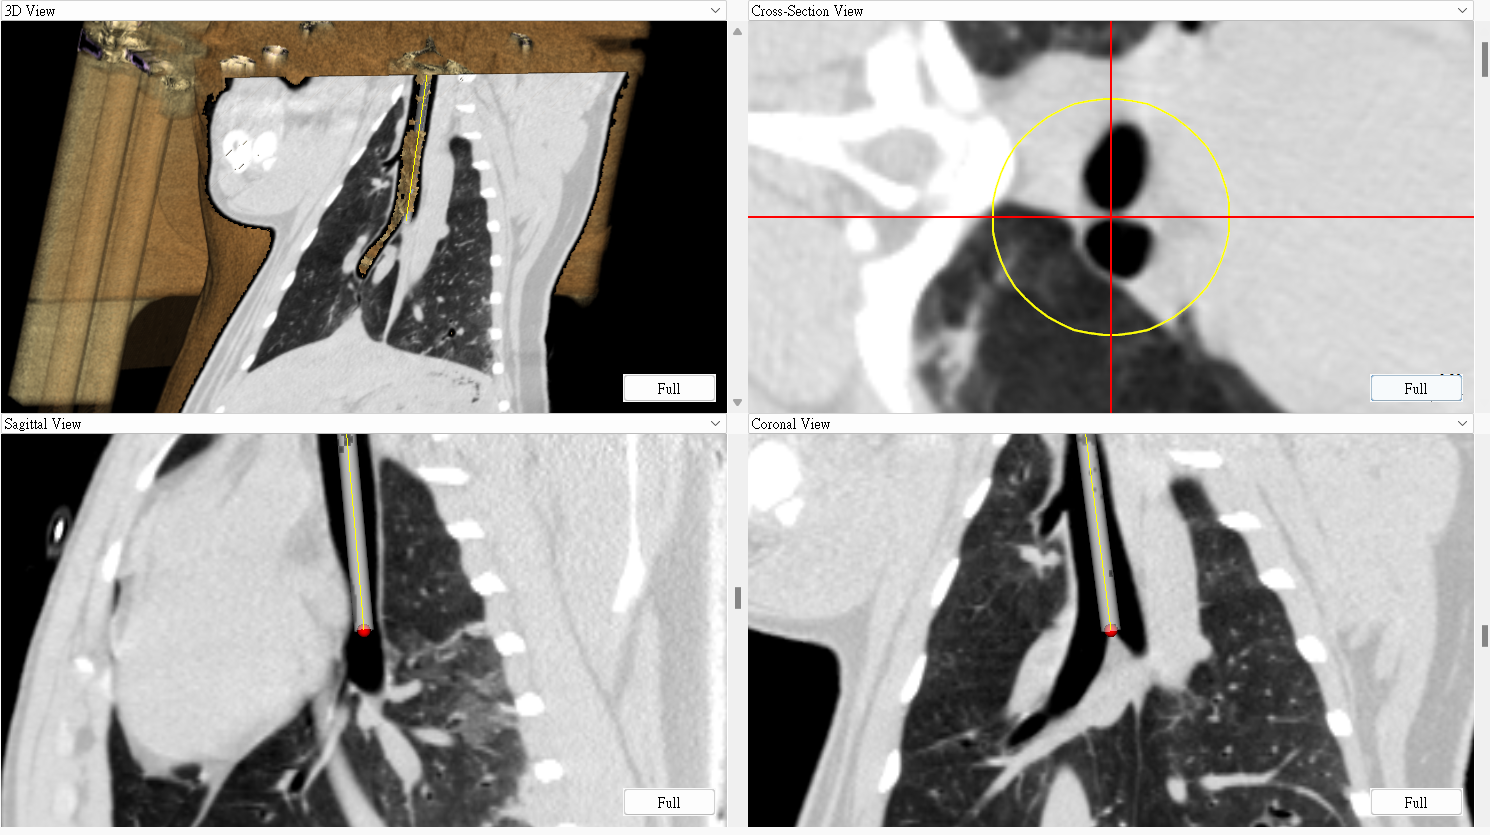 3D View
Cross-Section View
Full
Full
Sagittal View
Coronal View
Full
Full